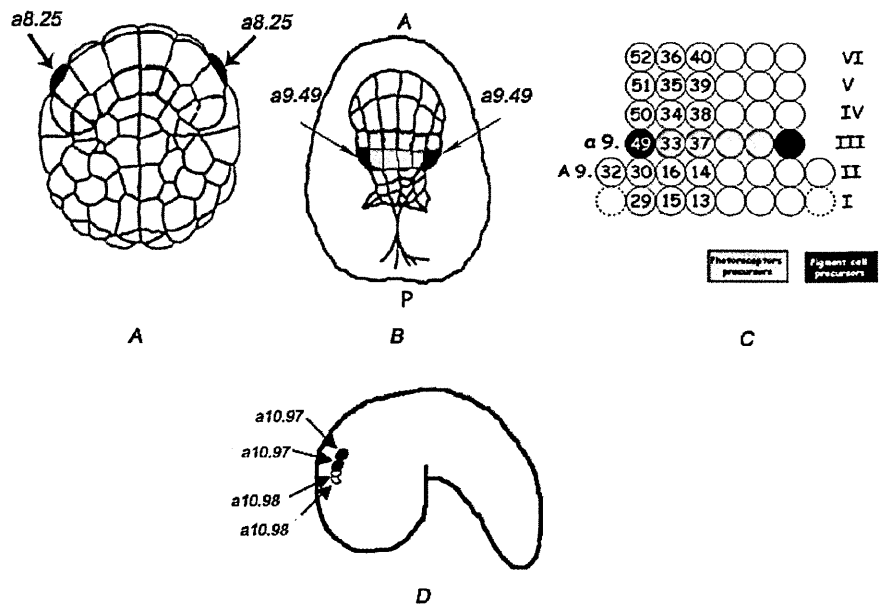 a8.25
a8.25
A
A
a9.49
a9.49
P
B
52 36 40 VI
51 35 39 V
50 34 38 IV
α 9. 49 33 37 III
A 9. 32 30 16 14 II
29 15 13 I
Photoreceptors
precursors
Pigment cell
precursors
C
a10.97
a10.97
a10.98
a10.98
D